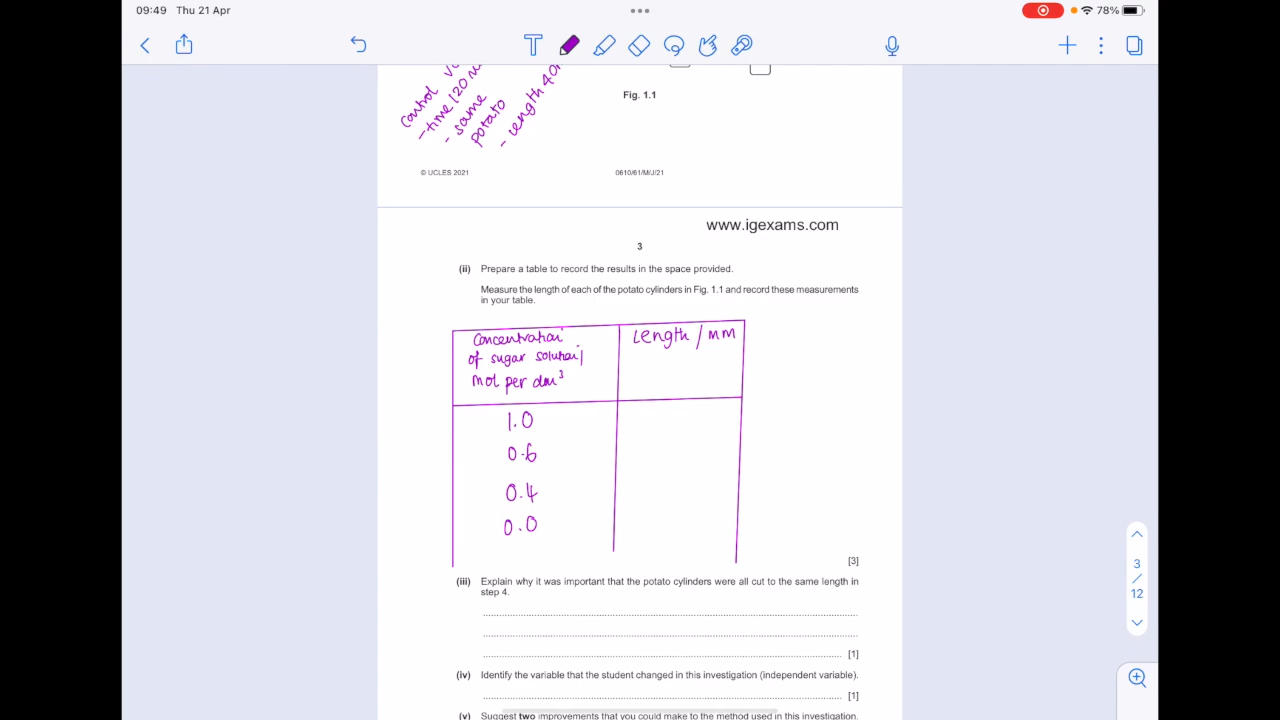 09:49 Thu 21 Apr
78%
control
- time 120
- same
potato
- length
Fig. 1.1
© UCLES 2021
0610/61/M/J/21
www.igexams.com
3
(ii) Prepare a table to record the results in the space provided.
Measure the length of each of the potato cylinders in Fig. 1.1 and record these measurements
in your table.
Concentration
of sugar solution/
mol per dm³
Length / mm
1.0
0.6
0.4
0.0
[3]
(iii) Explain why it was important that the potato cylinders were all cut to the same length in
step 4.
[1]
(iv) Identify the variable that the student changed in this investigation (independent variable).
[1]
(v) Suggest two improvements that you could make to the method used in this investigation.
3
/
12